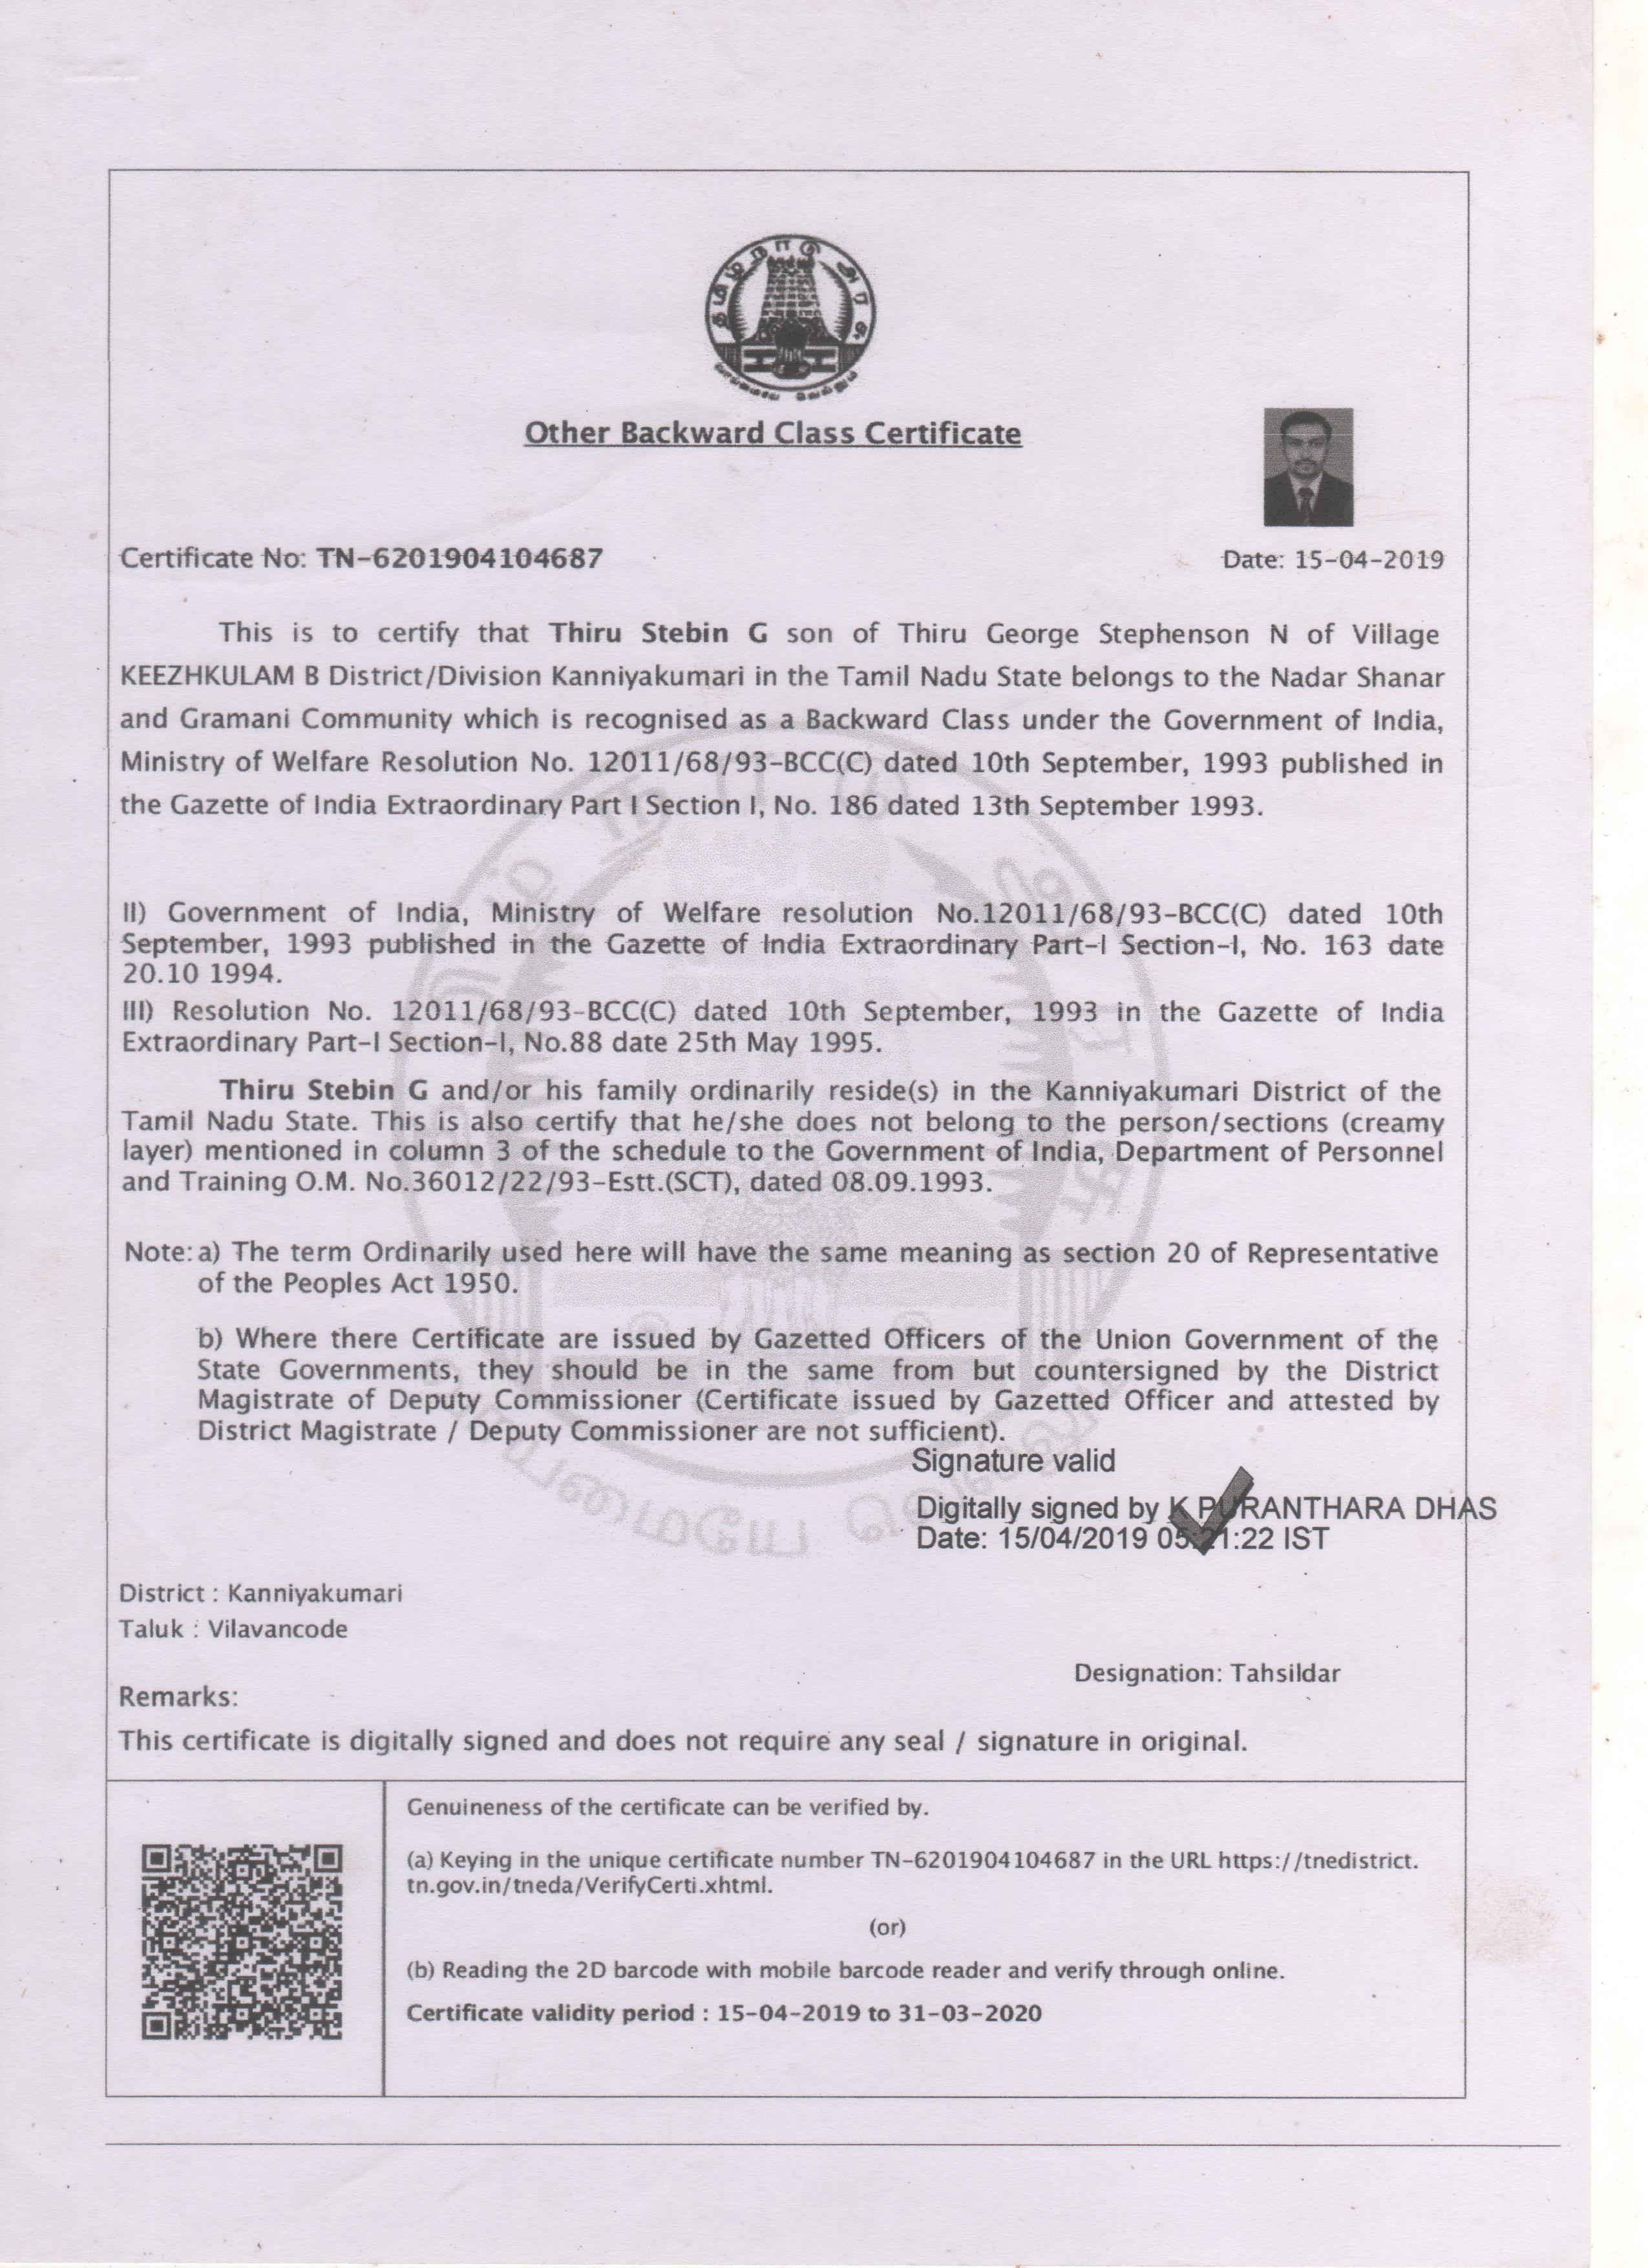 தமிழ்நாடு அரசு
வாய்மையே வெல்லும்
Other Backward Class Certificate
Certificate No: TN-6201904104687
Date: 15-04-2019
This is to certify that Thiru Stebin G son of Thiru George Stephenson N of Village
KEEZHKULAM B District/Division Kanniyakumari in the Tamil Nadu State belongs to the Nadar Shanar
and Gramani Community which is recognised as a Backward Class under the Government of India,
Ministry of Welfare Resolution No. 12011/68/93-BCC(C) dated 10th September, 1993 published in
the Gazette of India Extraordinary Part I Section I, No. 186 dated 13th September 1993.
II) Government of India, Ministry of Welfare resolution No.12011/68/93-BCC(C) dated 10th
September, 1993 published in the Gazette of India Extraordinary Part-I Section-I, No. 163 date
20.10 1994.
III) Resolution No. 12011/68/93-BCC(C) dated 10th September, 1993 in the Gazette of India
Extraordinary Part-I Section-I, No.88 date 25th May 1995.
Thiru Stebin G and/or his family ordinarily reside(s) in the Kanniyakumari District of the
Tamil Nadu State. This is also certify that he/she does not belong to the person/sections (creamy
layer) mentioned in column 3 of the schedule to the Government of India, Department of Personnel
and Training O.M. No.36012/22/93-Estt.(SCT), dated 08.09.1993.
Note: a) The term Ordinarily used here will have the same meaning as section 20 of Representative
of the Peoples Act 1950.
b) Where there Certificate are issued by Gazetted Officers of the Union Government of the
State Governments, they should be in the same from but countersigned by the District
Magistrate of Deputy Commissioner (Certificate issued by Gazetted Officer and attested by
District Magistrate / Deputy Commissioner are not sufficient).
Signature valid
Digitally signed by K PURANTHARA DHAS
Date: 15/04/2019 05:21:22 IST
District : Kanniyakumari
Taluk : Vilavancode
Designation: Tahsildar
Remarks:
This certificate is digitally signed and does not require any seal / signature in original.
Genuineness of the certificate can be verified by.
(a) Keying in the unique certificate number TN-6201904104687 in the URL https://tnedistrict.
tn.gov.in/tneda/VerifyCerti.xhtml.
(or)
(b) Reading the 2D barcode with mobile barcode reader and verify through online.
Certificate validity period : 15-04-2019 to 31-03-2020